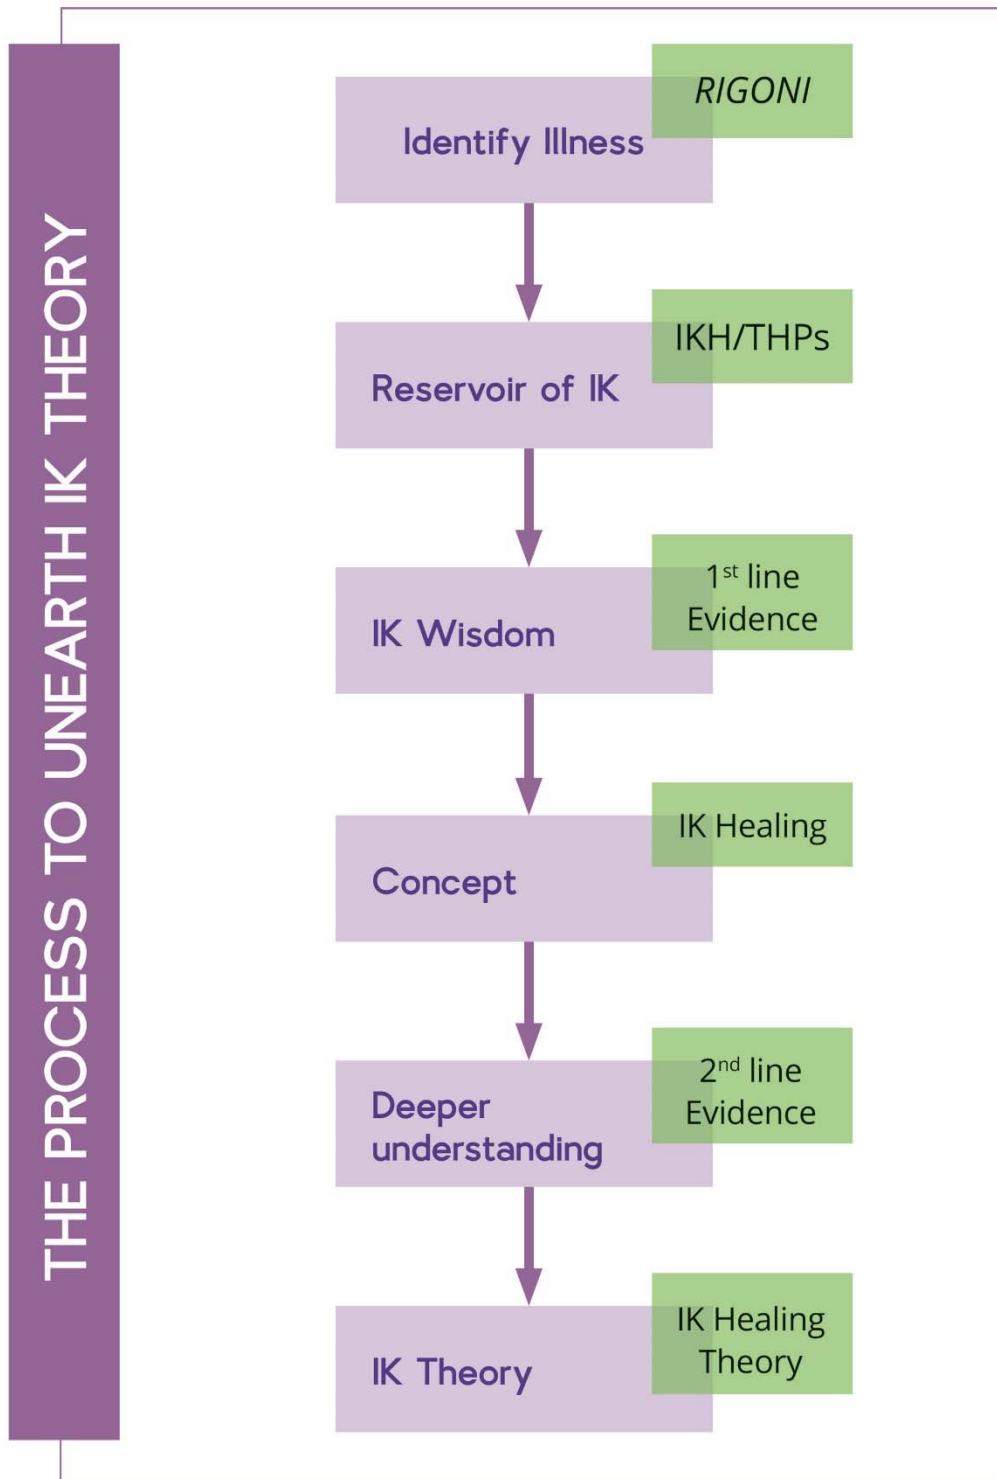 THE PROCESS TO UNEARTH IK THEORY
RIGONI
Identify Illness
IKH/THPs
Reservoir of IK
1st line
Evidence
IK Wisdom
IK Healing
Concept
2nd line
Evidence
Deeper
understanding
IK Healing
Theory
IK Theory